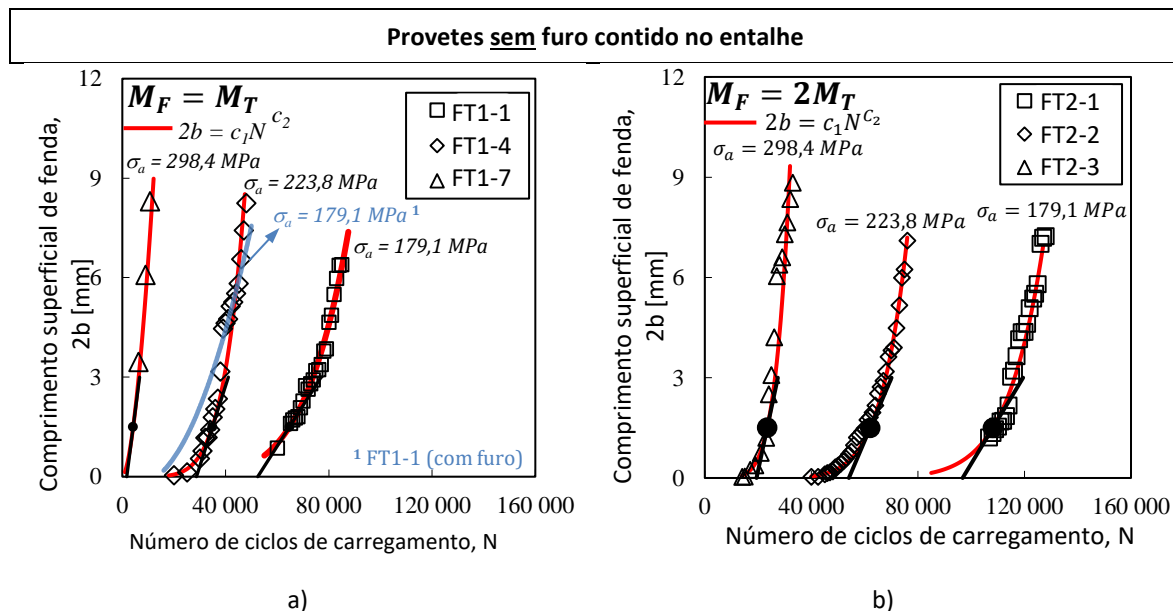 Provetes sem furo contido no entalhe
12
9
6
3
0
Comprimento superficial de fenda,
2b [mm]
M_F = M_T
2b = c_1N^{c_2}
σ_a = 298,4 MPa
σ_a = 223,8 MPa
σ_a = 179,1 MPa ¹
σ_a = 179,1 MPa
FT1-1
FT1-4
FT1-7
¹ FT1-1 (com furo)
0 40 000 80 000 120 000 160 000
Número de ciclos de carregamento, N
a)
12
9
6
3
0
Comprimento superficial de fenda,
2b [mm]
M_F = 2M_T
2b = c_1N^{c_2}
σ_a = 298,4 MPa
σ_a = 223,8 MPa
σ_a = 179,1 MPa
FT2-1
FT2-2
FT2-3
0 40 000 80 000 120 000 160 000
Número de ciclos de carregamento, N
b)